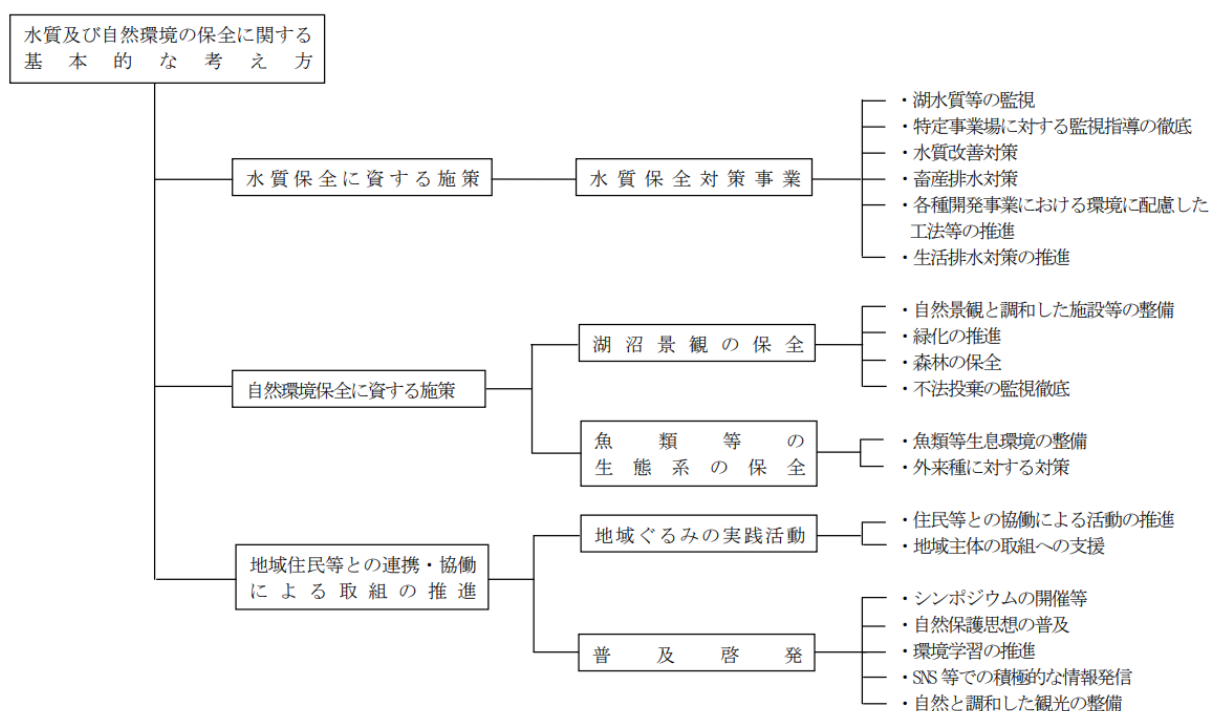 水質及び自然環境の保全に関する
基本的な考え方
水質保全に資する施策
水質保全対策事業
・湖水質等の監視
・特定事業場に対する監視指導の徹底
・水質改善対策
・畜産排水対策
・各種開発事業における環境に配慮した
工法等の推進
・生活排水対策の推進
自然環境保全に資する施策
湖沼景観の保全
・自然景観と調和した施設等の整備
・緑化の推進
・森林の保全
・不法投棄の監視徹底
魚類等の
生態系の保全
・魚類等生息環境の整備
・外来種に対する対策
地域住民等との連携・協働
による取組の推進
地域ぐるみの実践活動
・住民等との協働による活動の推進
・地域主体の取組への支援
普及啓発
・シンポジウムの開催等
・自然保護思想の普及
・環境学習の推進
・SNS等での積極的な情報発信
・自然と調和した観光の整備